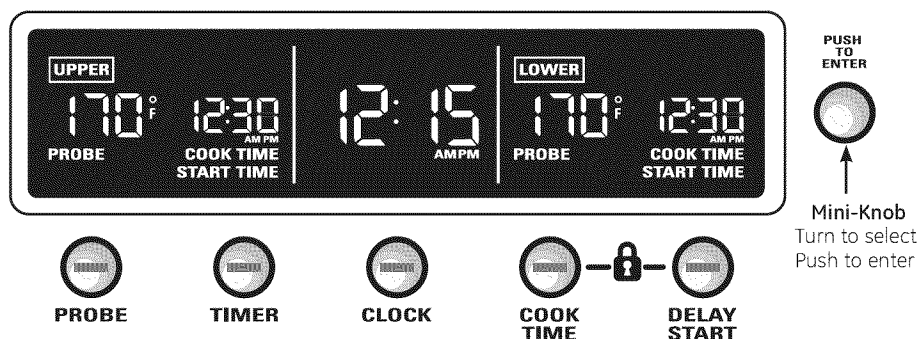 UPPER
170°F
12:30
AM PM
PROBE
COOK TIME
START TIME
12:15
AM PM
LOWER
170°F
12:30
AM PM
PROBE
COOK TIME
START TIME
PUSH
TO
ENTER
Mini-Knob
Turn to select
Push to enter
PROBE
TIMER
CLOCK
COOK
TIME
DELAY
START